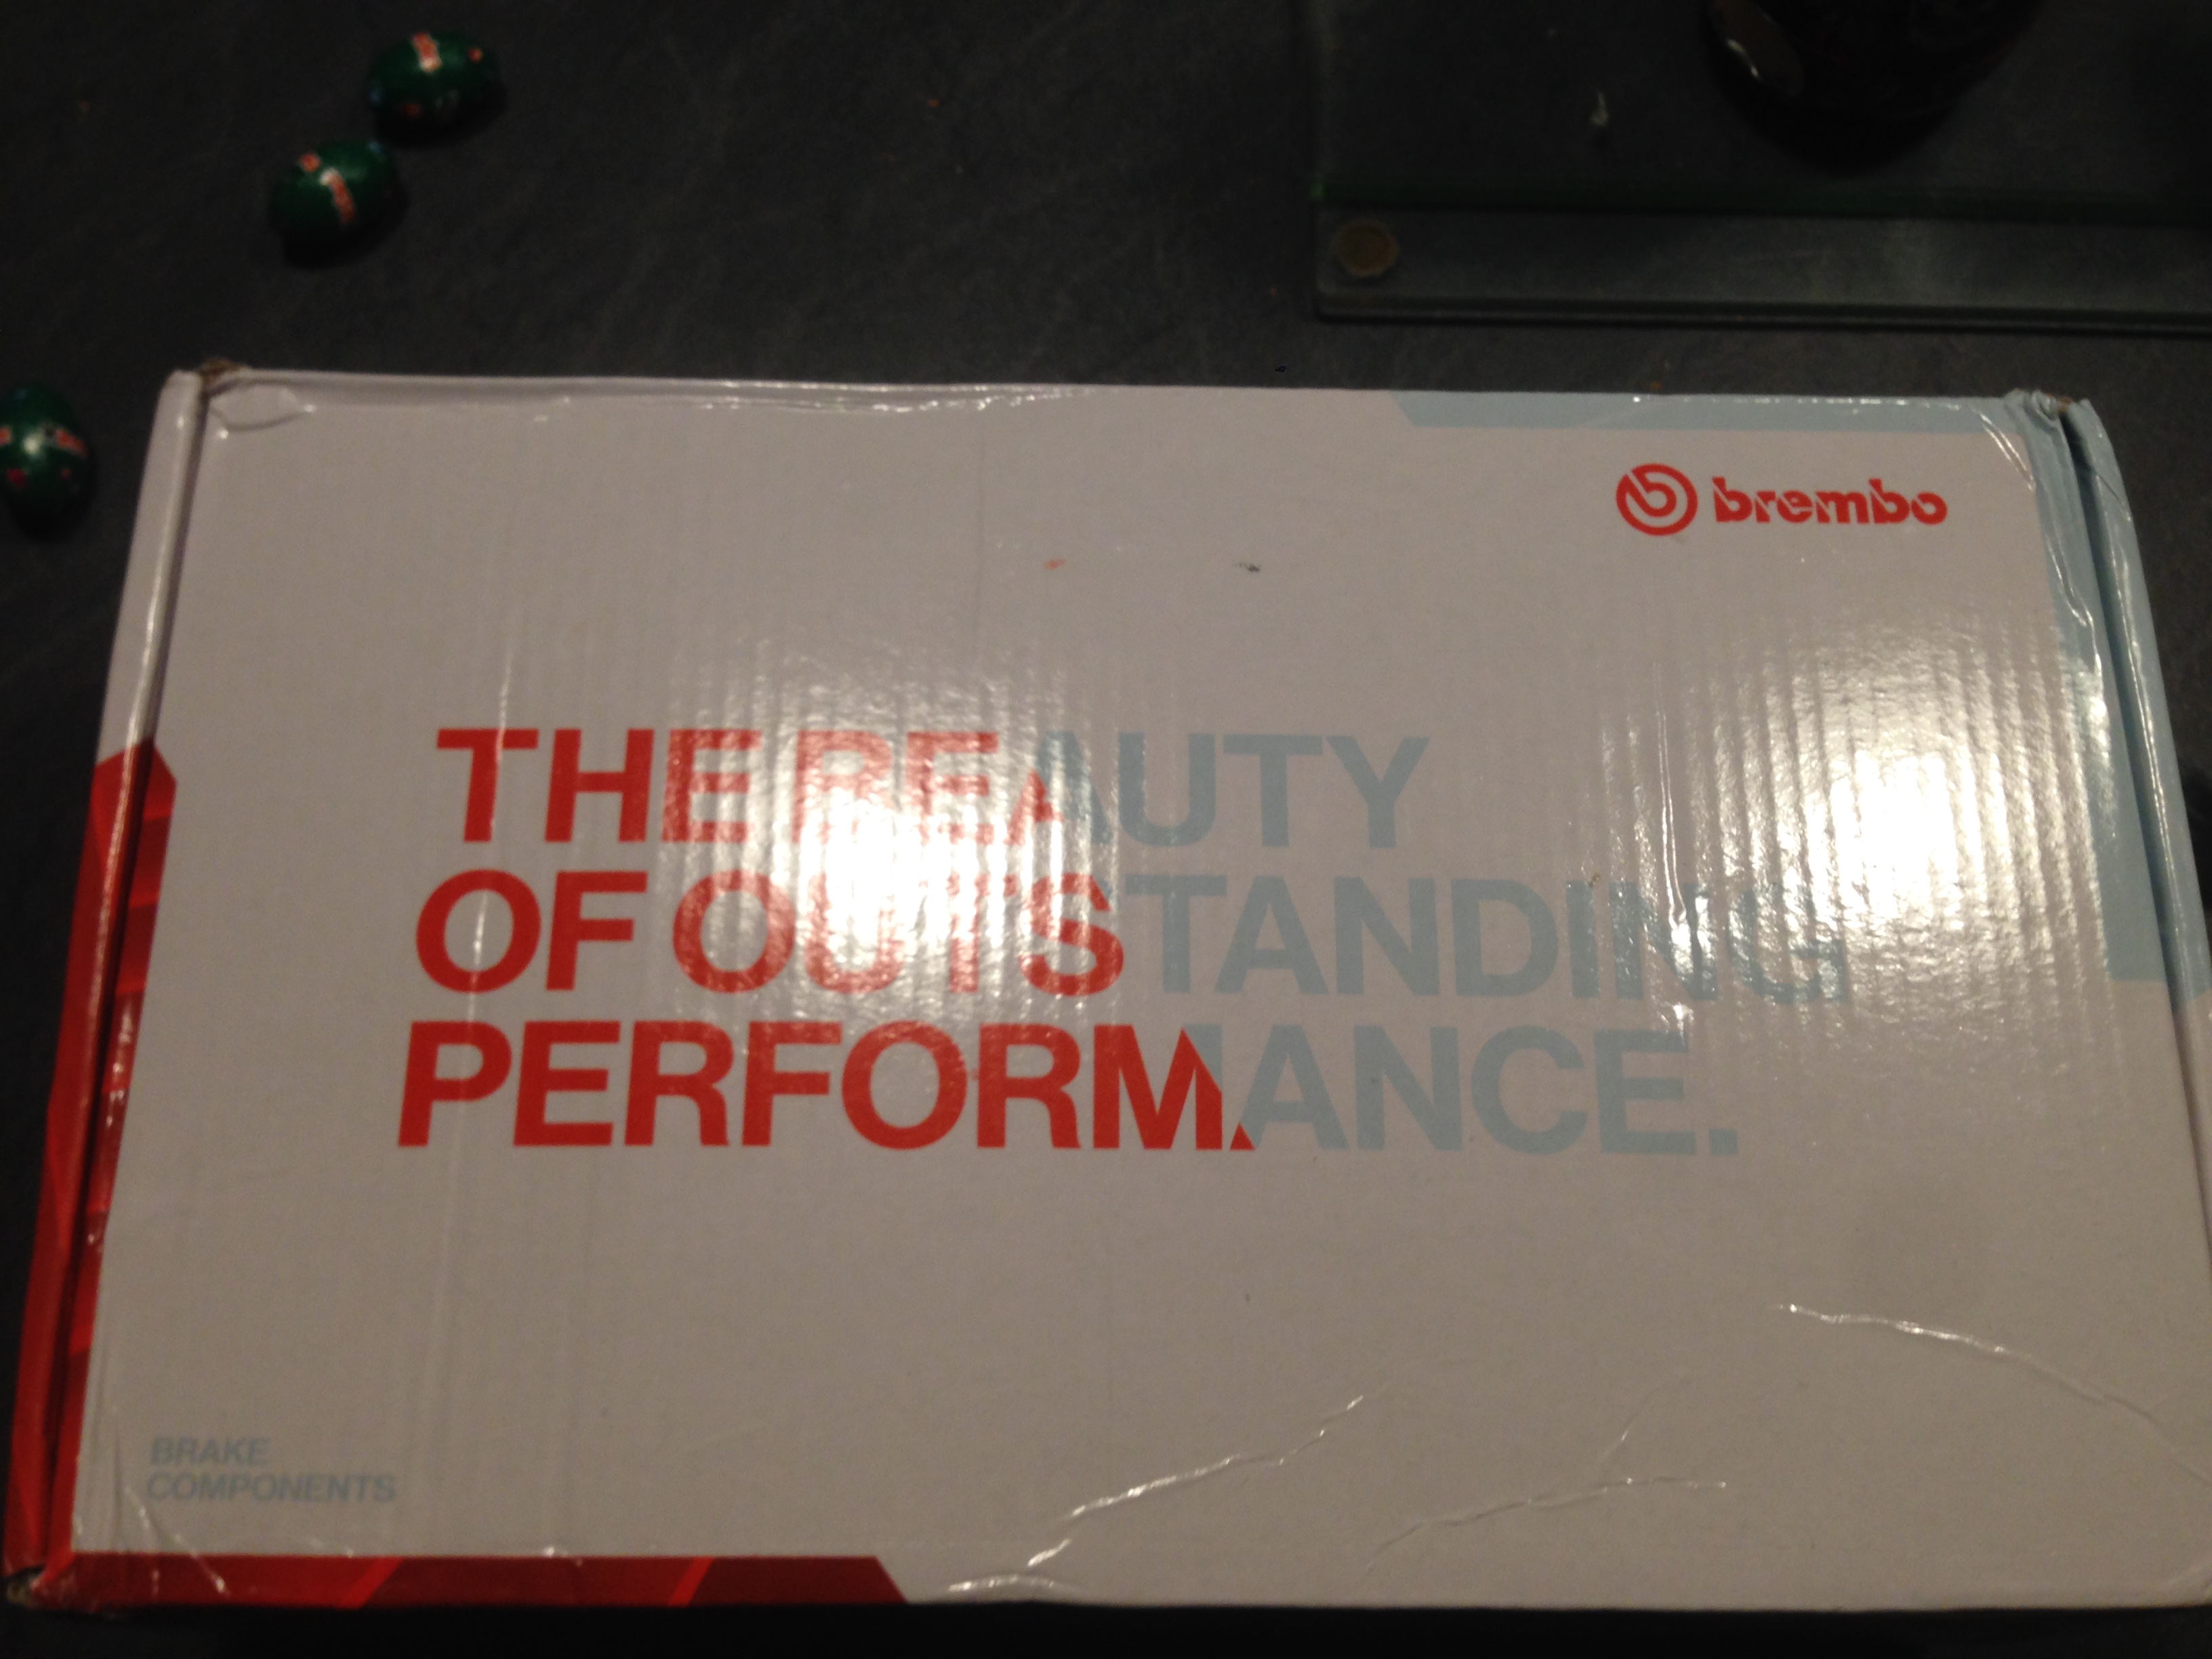 brembo
THE BEAUTY
OF OUTSTANDING
PERFORMANCE.
BRAKE
COMPONENTS